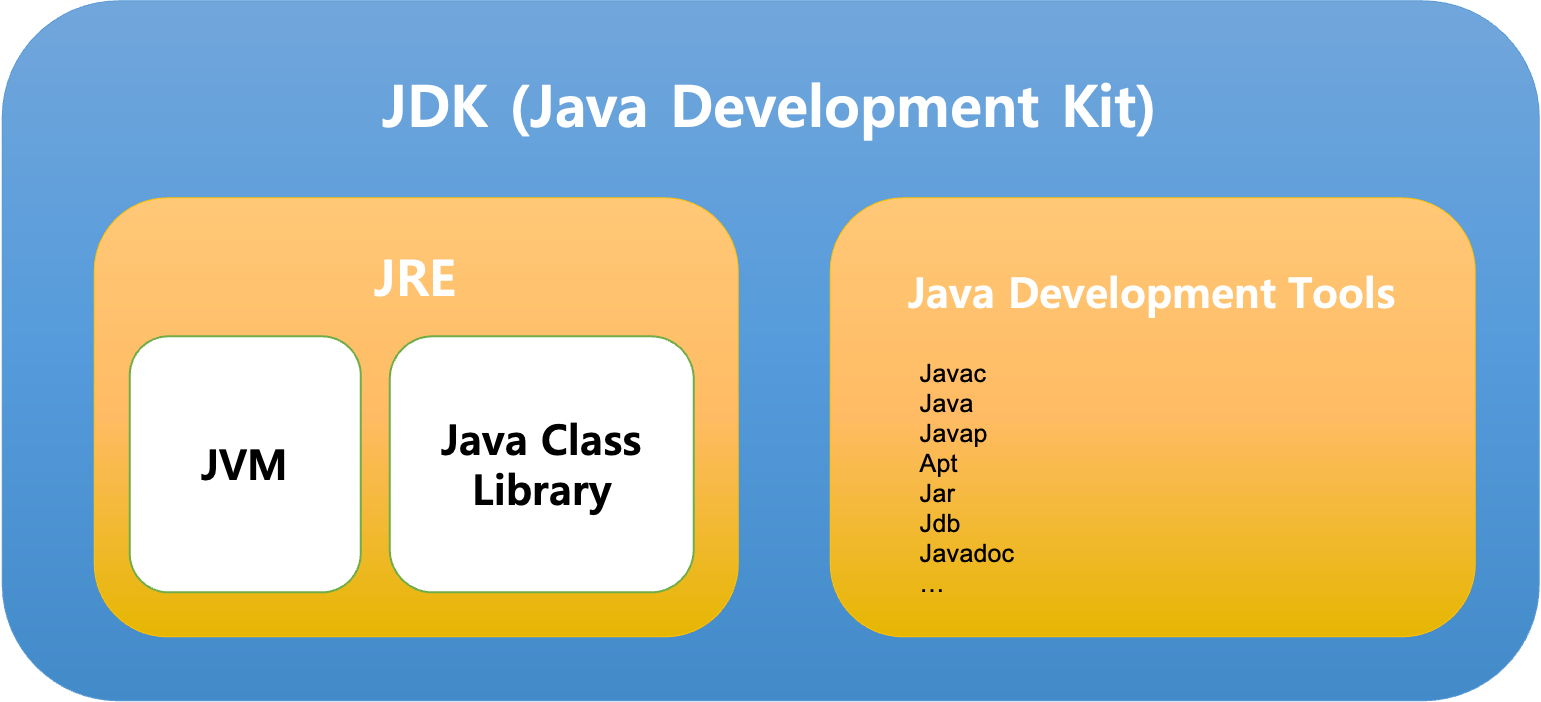 JDK (Java Development Kit)
JRE
JVM
Java Class
Library
Java Development Tools
Javac
Java
Javap
Apt
Jar
Jdb
Javadoc
…